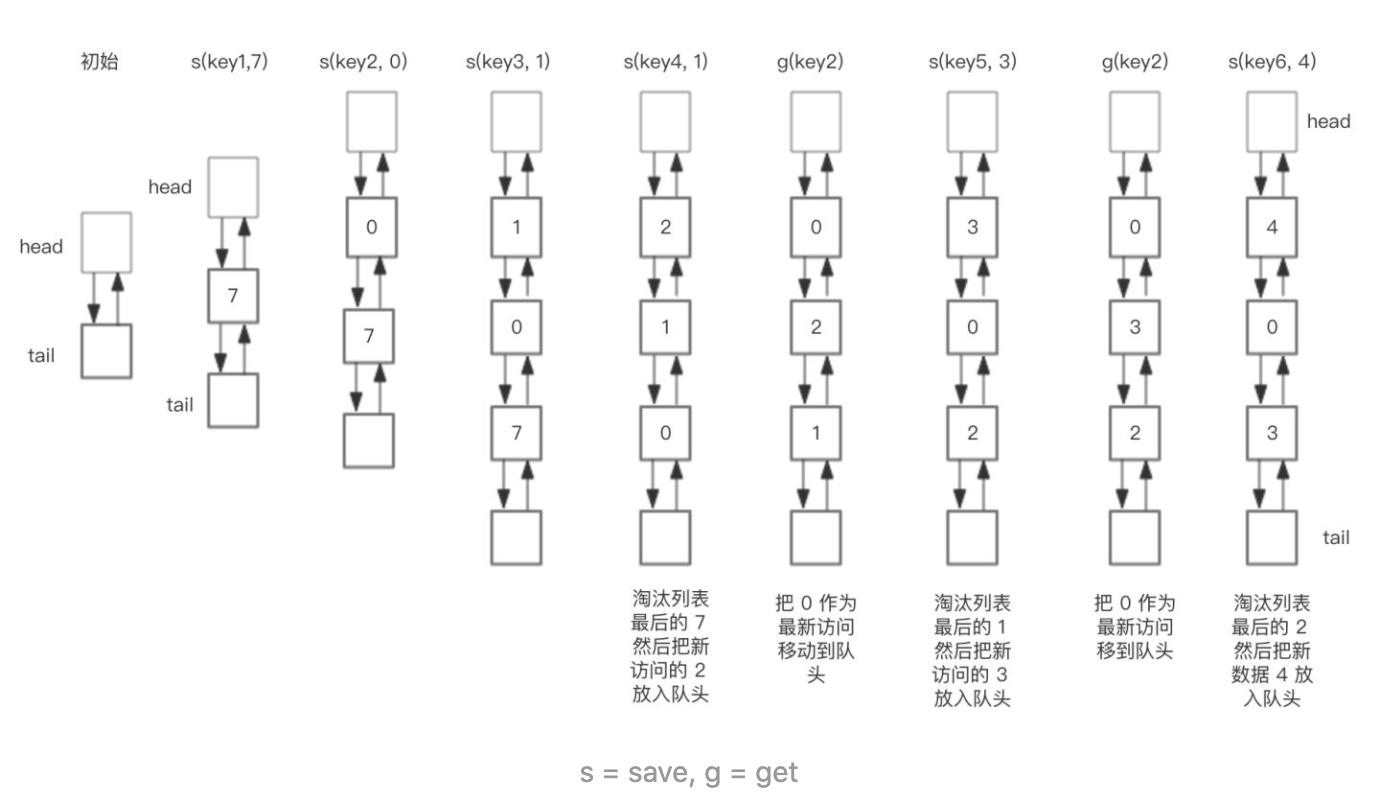 初始 s(key1,7) s(key2, 0) s(key3, 1) s(key4, 1) g(key2) s(key5, 3) g(key2) s(key6, 4)
head
head
0 1 2 0 3 0 4
head
7
7 0 1 2 0 3 0
tail
tail
7 0 1 2 2 3
tail
淘汰列表
最后的 7
然后把新
访问的 2
放入队头
把 0 作为
最新访问
移动到队
头
淘汰列表
最后的 1
然后把新
访问的 3
放入队头
把 0 作为
最新访问
移到队头
淘汰列表
最后的 2
然后把新
数据 4 放
入队头
s = save, g = get